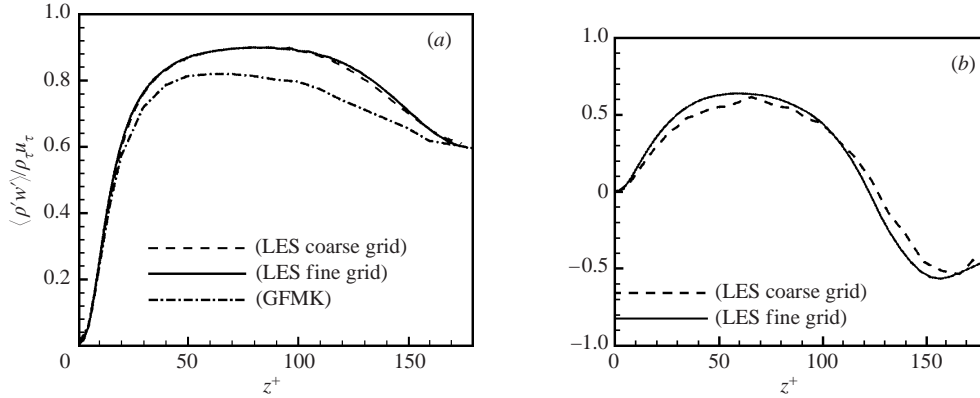 1.0
(a)
0.8
0.6
0.4
0.2
0
50
100
150
⟨ρ′w′⟩/ρτuτ
z+
(LES coarse grid)
(LES fine grid)
(GFMK)
1.0
(b)
0.5
0
−0.5
−1.0
0
50
100
150
z+
(LES coarse grid)
(LES fine grid)